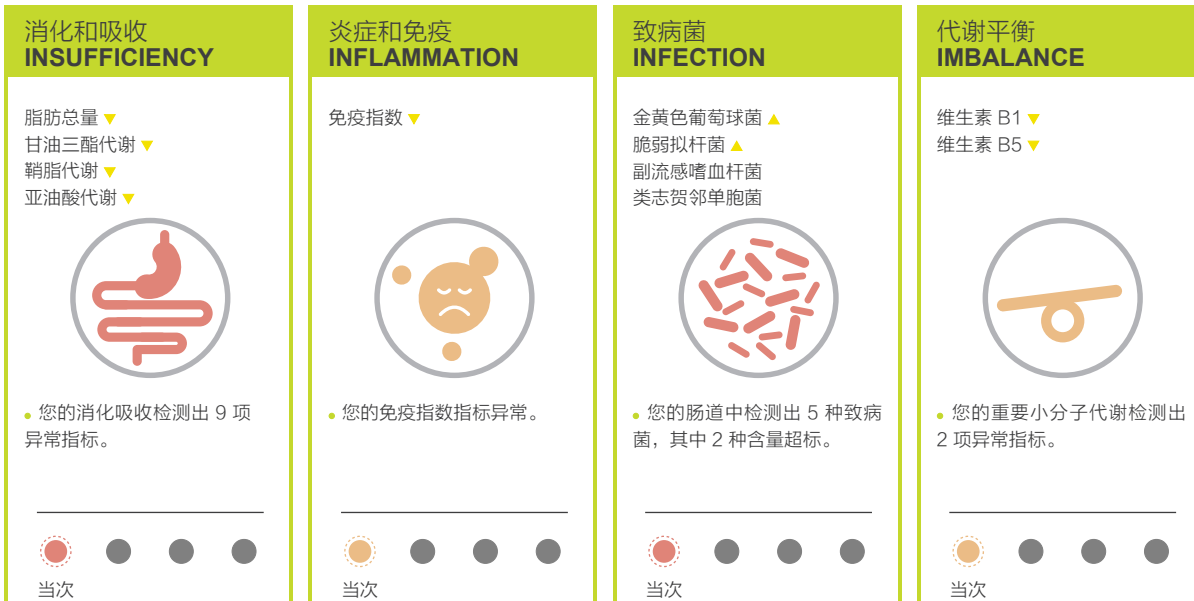 消化和吸收
INSUFFICIENCY
脂肪总量 ▼
甘油三酯代谢 ▼
鞘脂代谢 ▼
亚油酸代谢 ▼
• 您的消化吸收检测出 9 项
异常指标。
当次
炎症和免疫
INFLAMMATION
免疫指数 ▼
• 您的免疫指数指标异常。
当次
致病菌
INFECTION
金黄色葡萄球菌 ▲
脆弱拟杆菌 ▲
副流感嗜血杆菌
类志贺邻单胞菌
• 您的肠道中检测出 5 种致病
菌，其中 2 种含量超标。
当次
代谢平衡
IMBALANCE
维生素 B1 ▼
维生素 B5 ▼
• 您的重要小分子代谢检测出
2 项异常指标。
当次